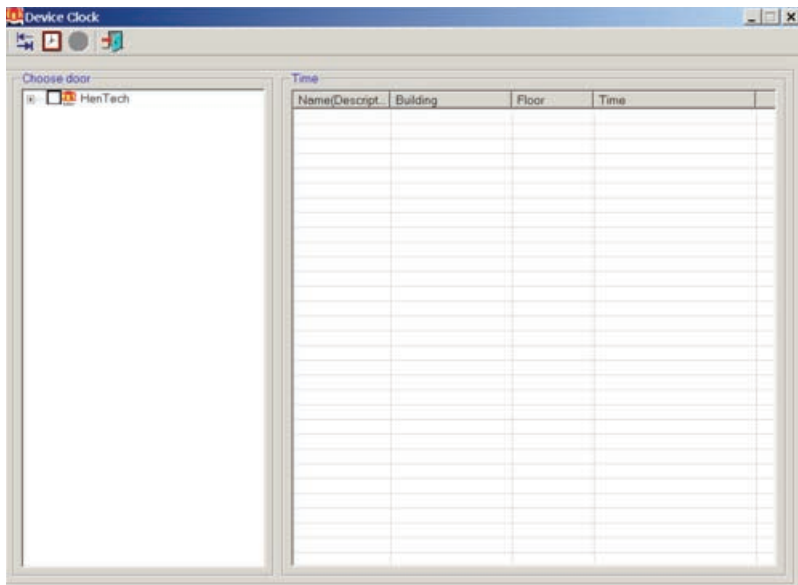 Device Clock
Choose door
HenTech
Time
Name(Descript... Building Floor Time